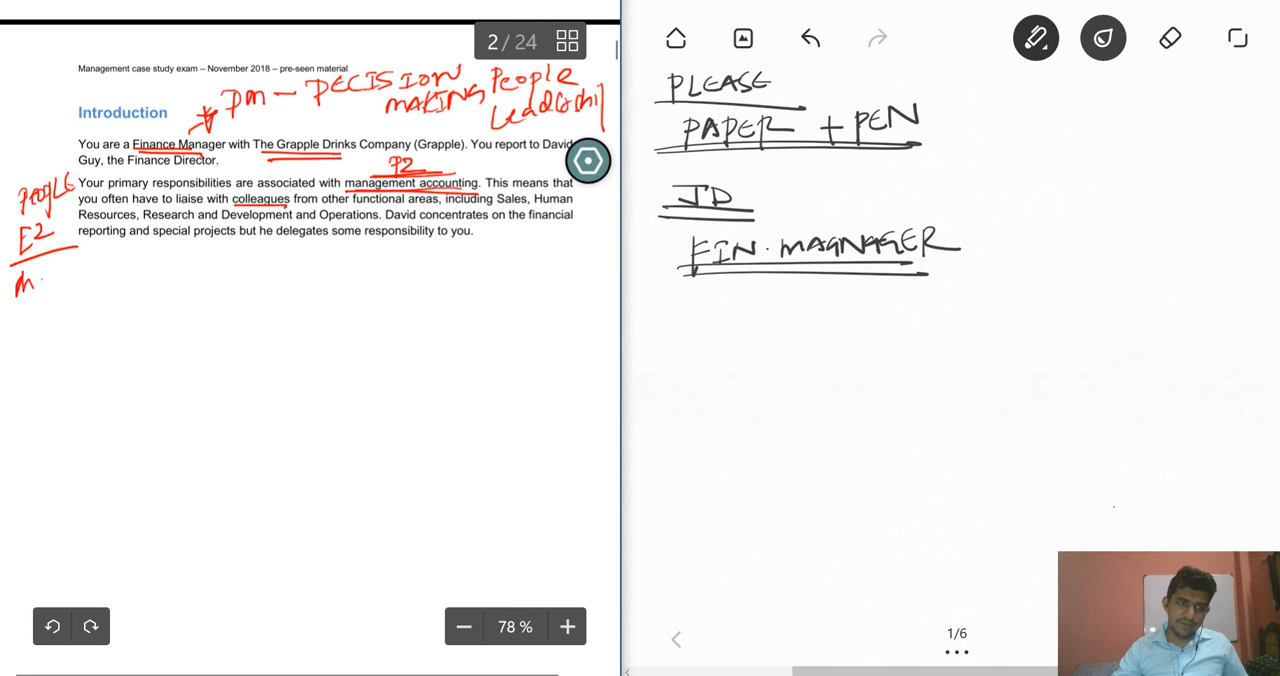 2 / 24
Management case study exam – November 2018 – pre-seen material
PM – DECISION MAKING People Leadership
Introduction
You are a Finance Manager with The Grapple Drinks Company (Grapple). You report to David
Guy, the Finance Director.
P2
Your primary responsibilities are associated with management accounting. This means that
you often have to liaise with colleagues from other functional areas, including Sales, Human
Resources, Research and Development and Operations. David concentrates on the financial
reporting and special projects but he delegates some responsibility to you.
PEOPLE
E2
78 %
PLEASE
PAPER + PEN
JD
FIN. MAGNAGER
1/6